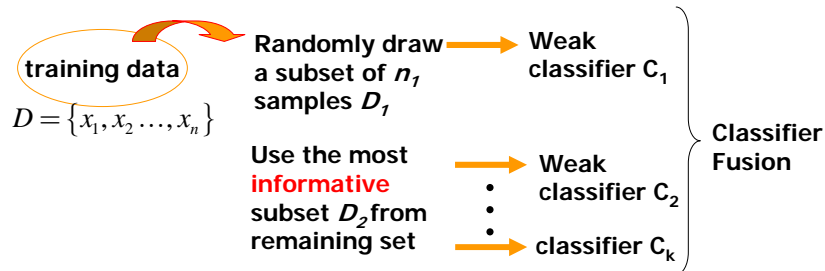 training data
D = {x₁, x₂ …, xₙ}
Randomly draw
a subset of n₁
samples D₁
Weak
classifier C₁
Use the most
informative
subset D₂ from
remaining set
Weak
classifier C₂
classifier Cₖ
Classifier
Fusion